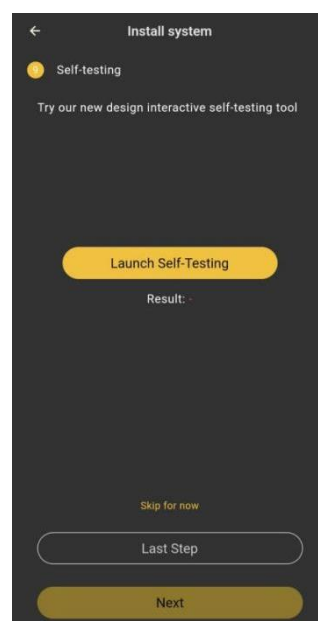 Install system
9 Self-testing
Try our new design interactive self-testing tool
Launch Self-Testing
Result: -
Skip for now
Last Step
Next